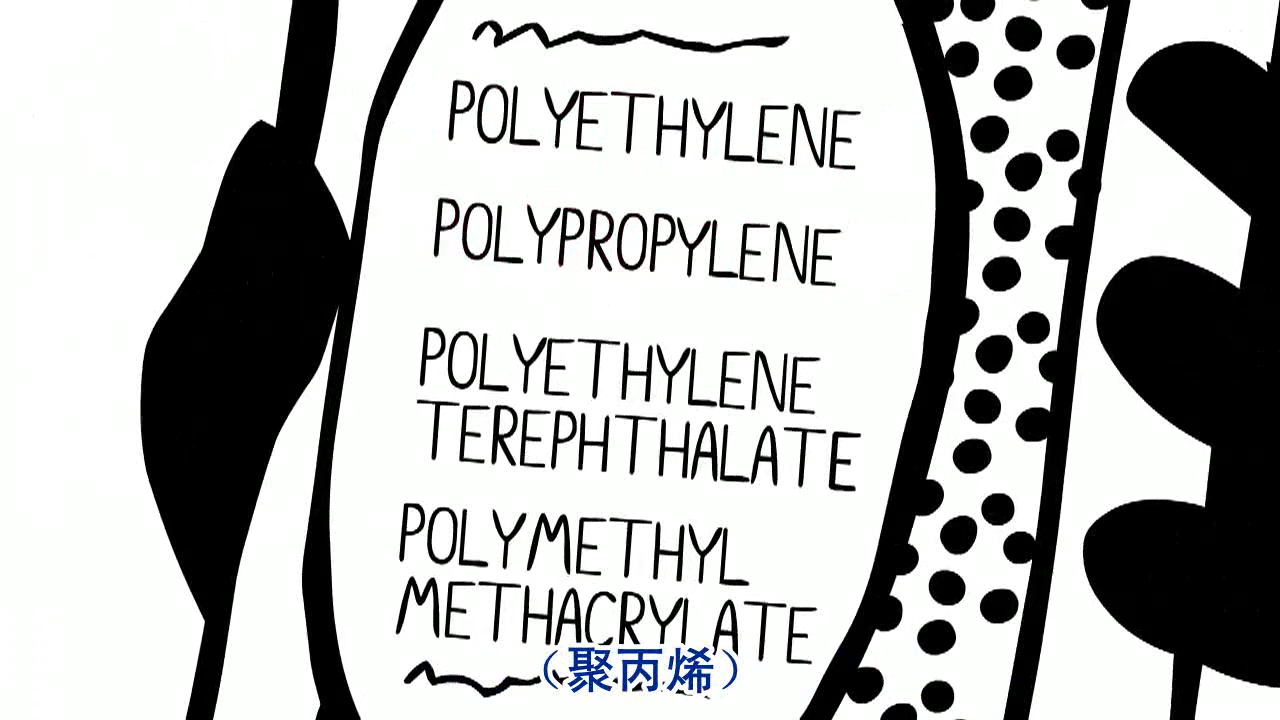 POLYETHYLENE
POLYPROPYLENE
POLYETHYLENE
TEREPHTHALATE
POLYMETHYL
METHACRYLATE
（聚丙烯）